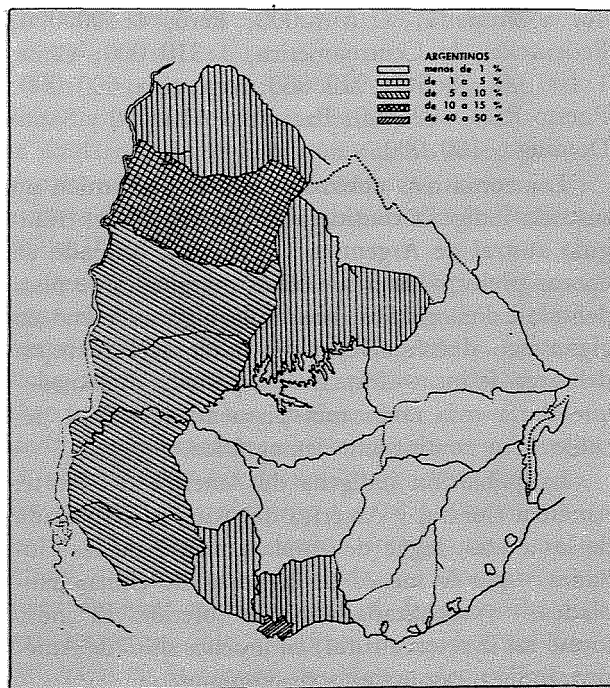 ARGENTINOS
menos de 1 %
de 1 a 5 %
de 5 a 10 %
de 10 a 15 %
de 40 a 50 %